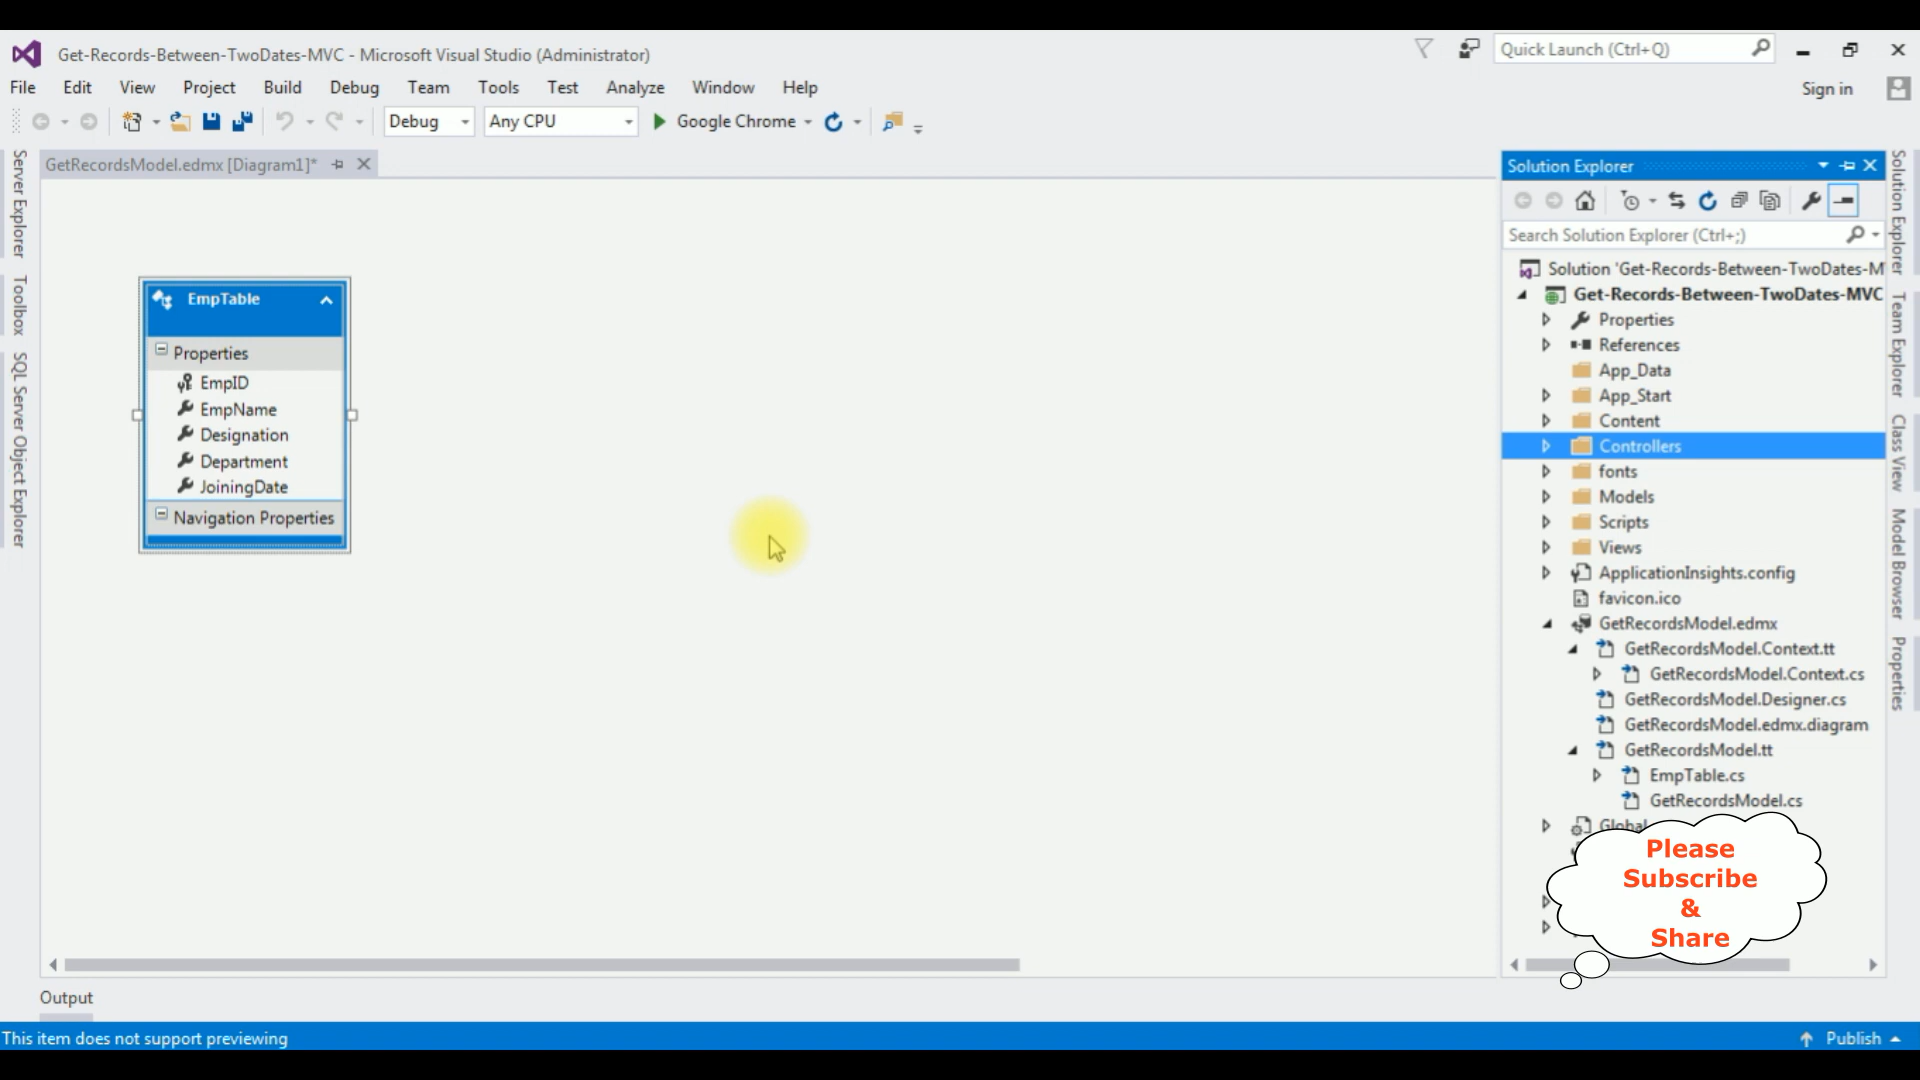 Get-Records-Between-TwoDates-MVC - Microsoft Visual Studio (Administrator)
Quick Launch (Ctrl+Q)
File Edit View Project Build Debug Team Tools Test Analyze Window Help
Sign in
Debug Any CPU Google Chrome
Server Explorer
Toolbox
SQL Server Object Explorer
GetRecordsModel.edmx [Diagram1]*
EmpTable
Properties
EmpID
EmpName
Designation
Department
JoiningDate
Navigation Properties
Solution Explorer
Search Solution Explorer (Ctrl+;)
Solution 'Get-Records-Between-TwoDates-M
Get-Records-Between-TwoDates-MVC
Properties
References
App_Data
App_Start
Content
Controllers
fonts
Models
Scripts
Views
ApplicationInsights.config
favicon.ico
GetRecordsModel.edmx
GetRecordsModel.Context.tt
GetRecordsModel.Context.cs
GetRecordsModel.Designer.cs
GetRecordsModel.edmx.diagram
GetRecordsModel.tt
EmpTable.cs
GetRecordsModel.cs
Global
Please
Subscribe
&
Share
Solution Explorer
Team Explorer
Class View
Model Browser
Properties
Output
This item does not support previewing
Publish